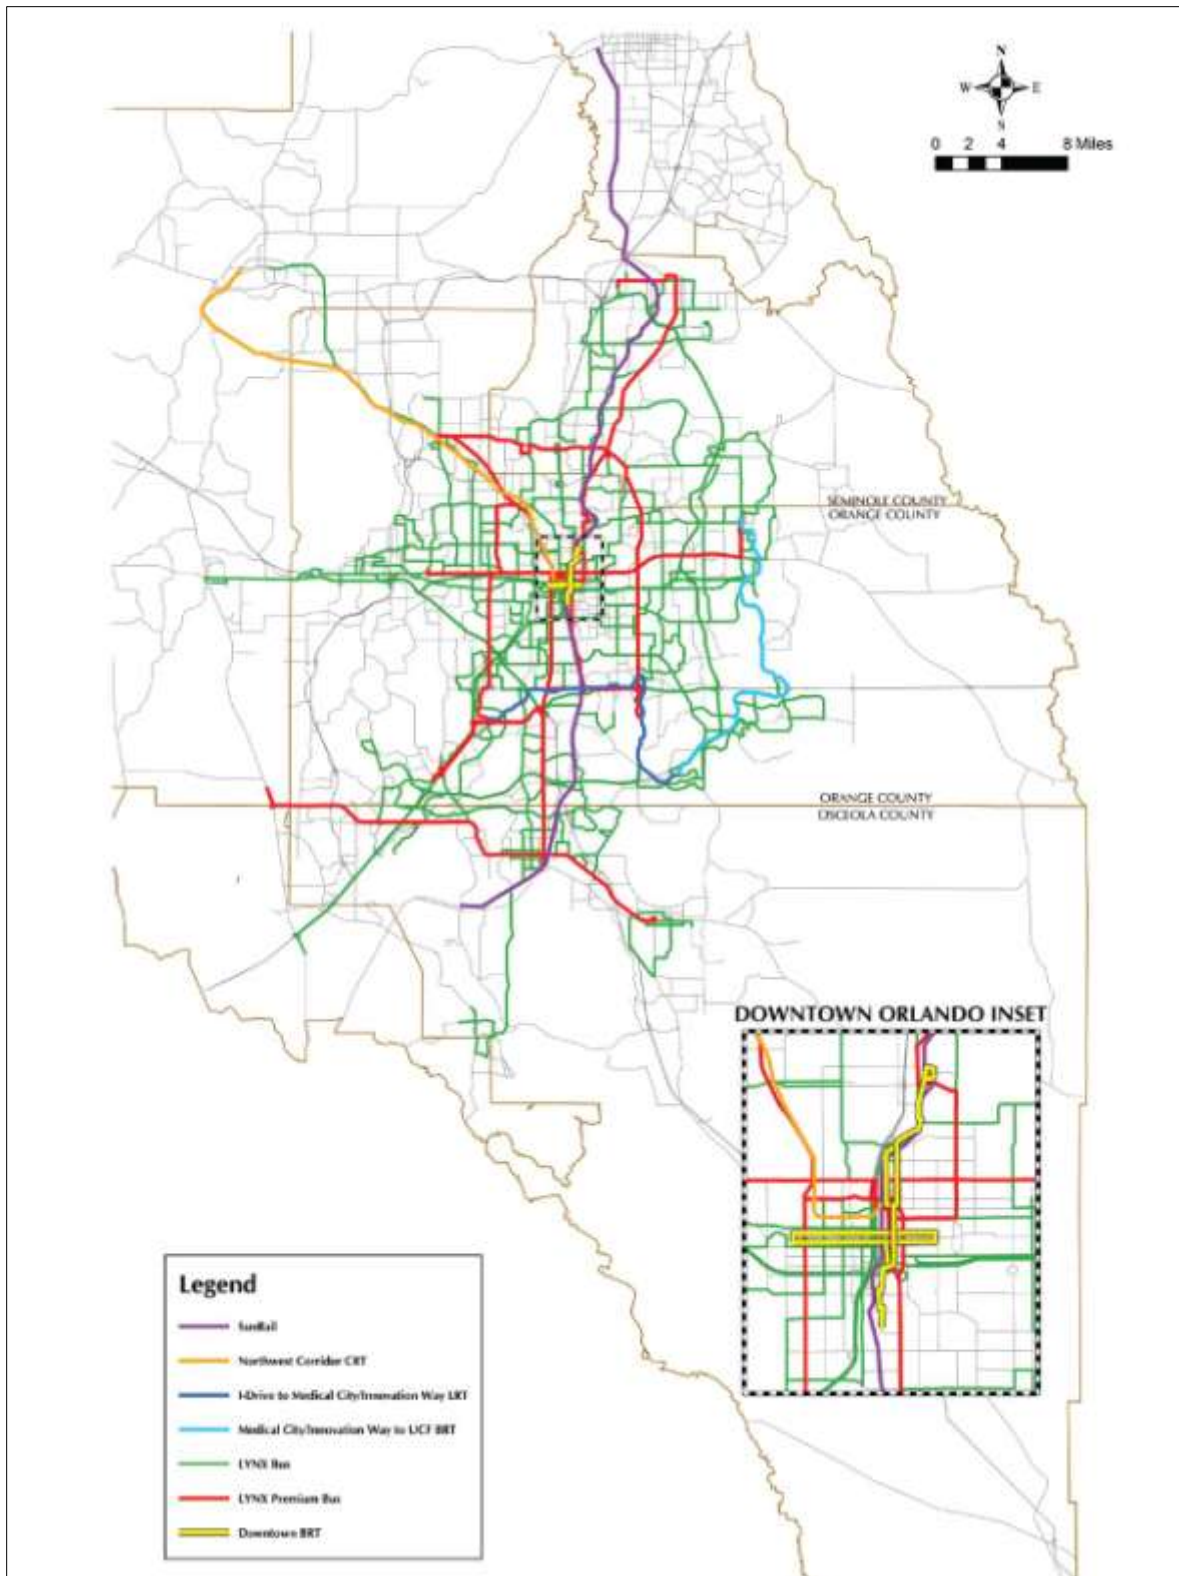 N
W E
S
0 2 4 8 Miles
SEMINOLE COUNTY
ORANGE COUNTY
ORANGE COUNTY
OSCEOLA COUNTY
DOWNTOWN ORLANDO INSET
Legend
SunRail
Northwest Corridor CRT
I-Drive to Medical City/Innovation Way LRT
Medical City/Innovation Way to UCF BRT
LYNX Bus
LYNX Premium Bus
Downtown BRT